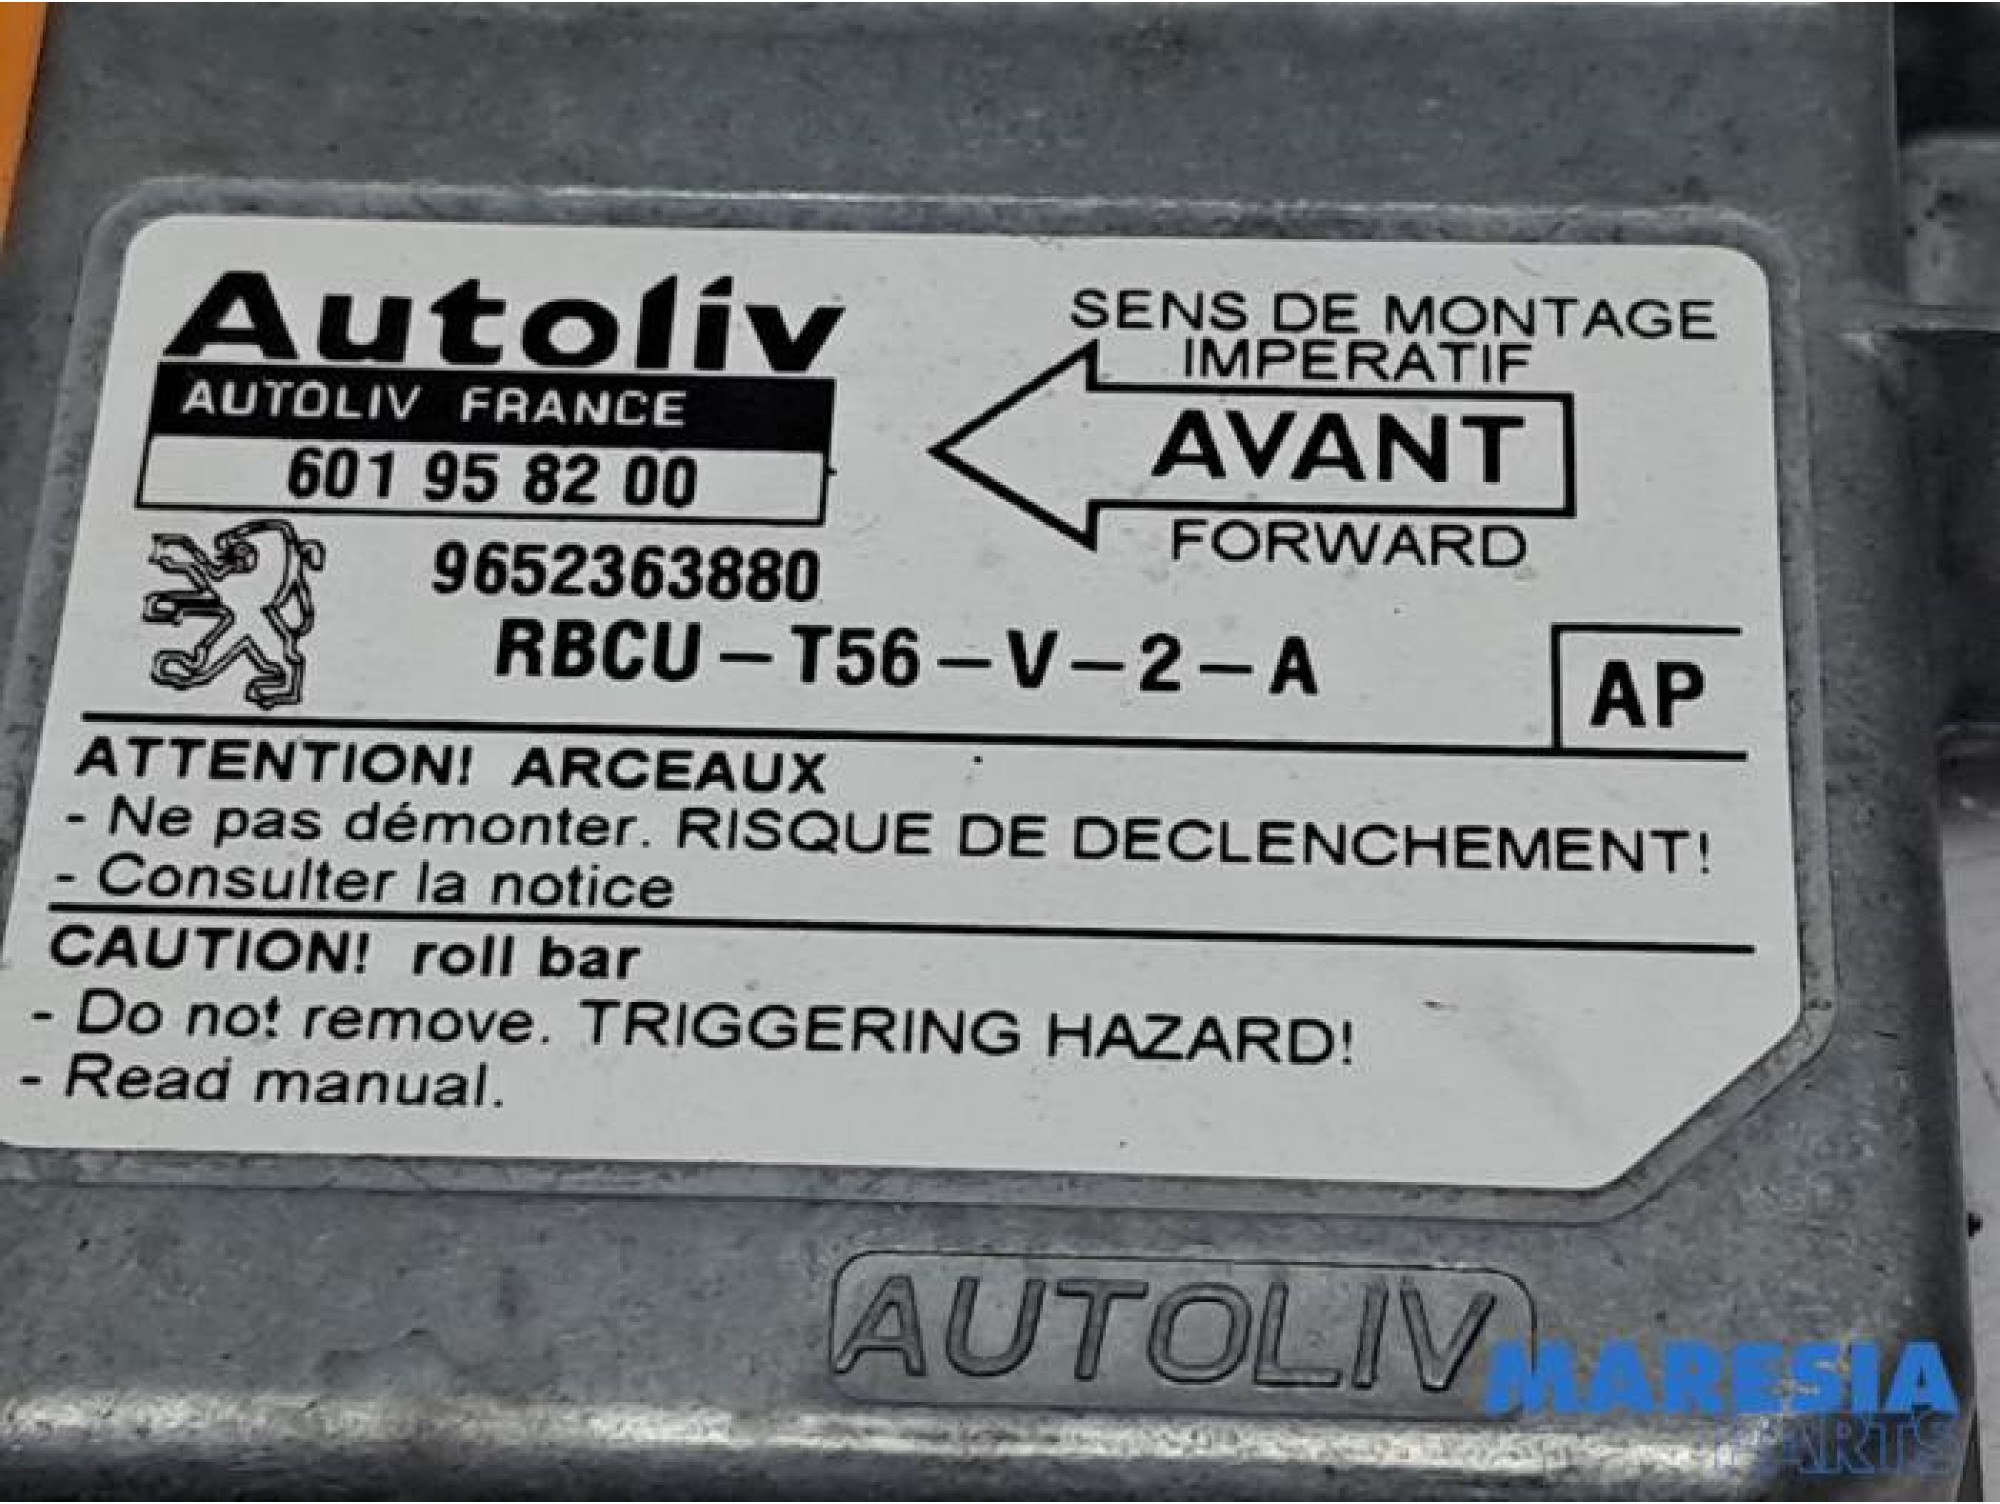 Autoliv
AUTOLIV FRANCE
601 95 82 00
9652363880
RBCU-T56-V-2-A
SENS DE MONTAGE
IMPERATIF
AVANT
FORWARD
AP
ATTENTION! ARCEAUX
- Ne pas démonter. RISQUE DE DECLENCHEMENT!
- Consulter la notice
CAUTION! roll bar
- Do not remove. TRIGGERING HAZARD!
- Read manual.
AUTOLIV
MARESIA
PARTS